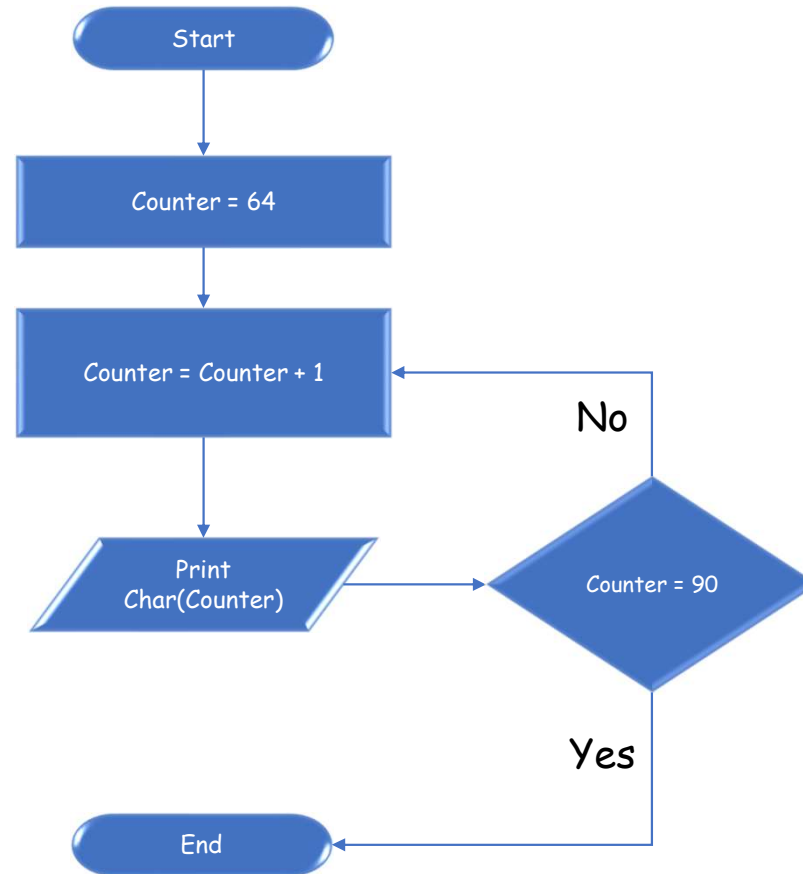 Start
Counter = 64
Counter = Counter + 1
No
Print
Char(Counter)
Counter = 90
Yes
End